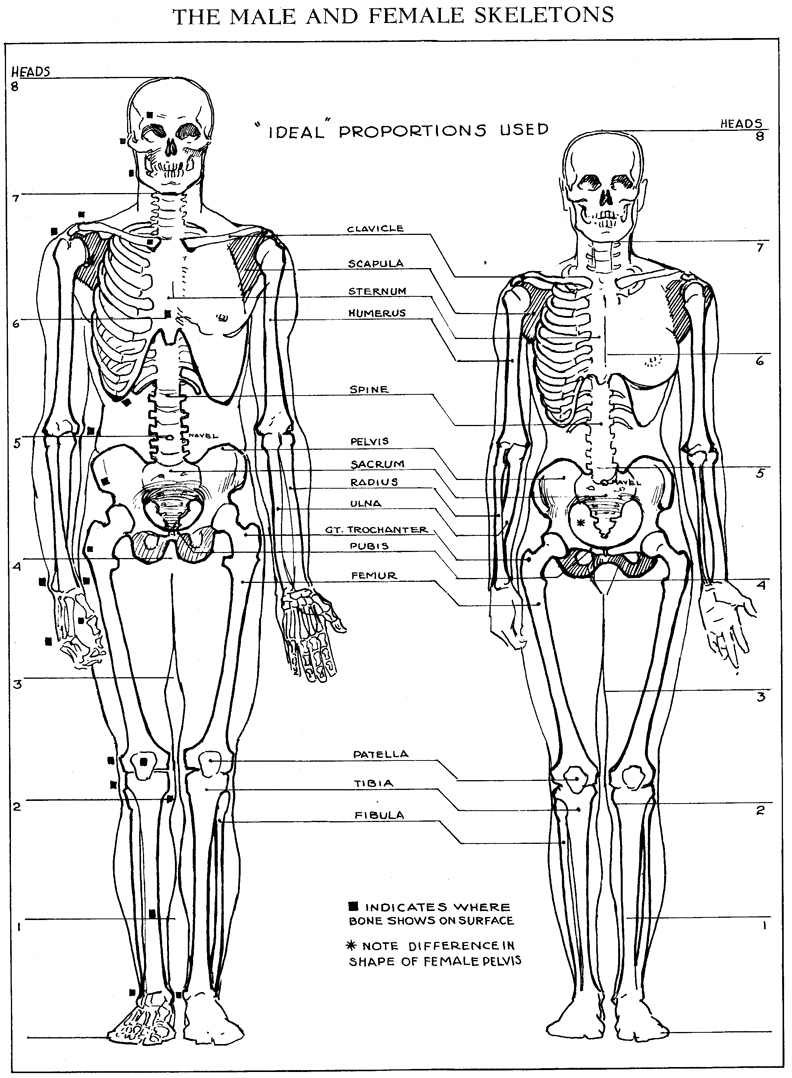 THE MALE AND FEMALE SKELETONS
HEADS
8
"IDEAL" PROPORTIONS USED
HEADS
8
7
7
CLAVICLE
SCAPULA
STERNUM
HUMERUS
6
6
SPINE
NAVEL
5
PELVIS
SACRUM
5
RADIUS
NAVEL
ULNA
GT. TROCHANTER
PUBIS
4
FEMUR
4
3
3
PATELLA
TIBIA
2
2
FIBULA
■ INDICATES WHERE
BONE SHOWS ON SURFACE
1
1
* NOTE DIFFERENCE IN
SHAPE OF FEMALE PELVIS